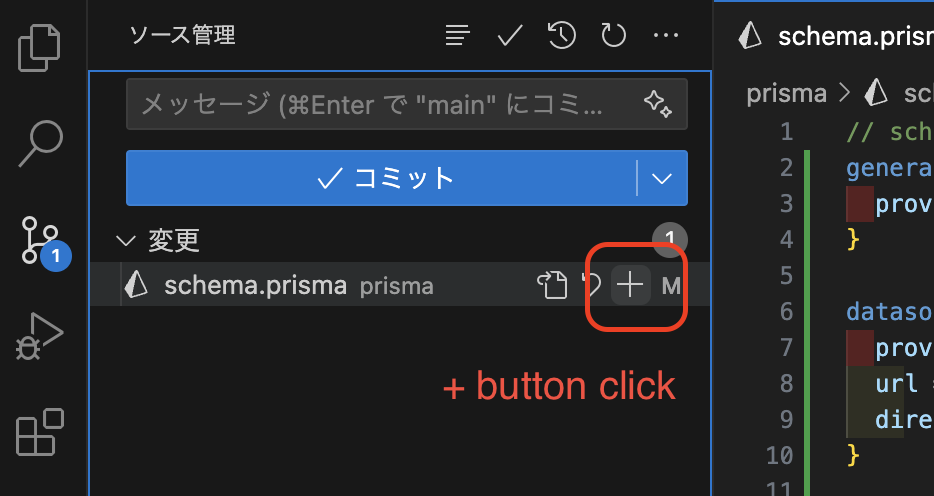 ソース管理
メッセージ (⌘Enter で "main" にコミ...
コミット
変更
1
1
schema.prisma prisma
M
+ button click
schema.prism
prisma > sc
1 // sch
2 genera
3 prov
4 }
5
6 dataso
7 prov
8 url
9 dire
10 }
11